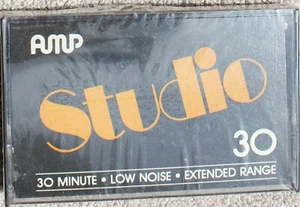 AMP
Studio
30
30 MINUTE • LOW NOISE • EXTENDED RANGE